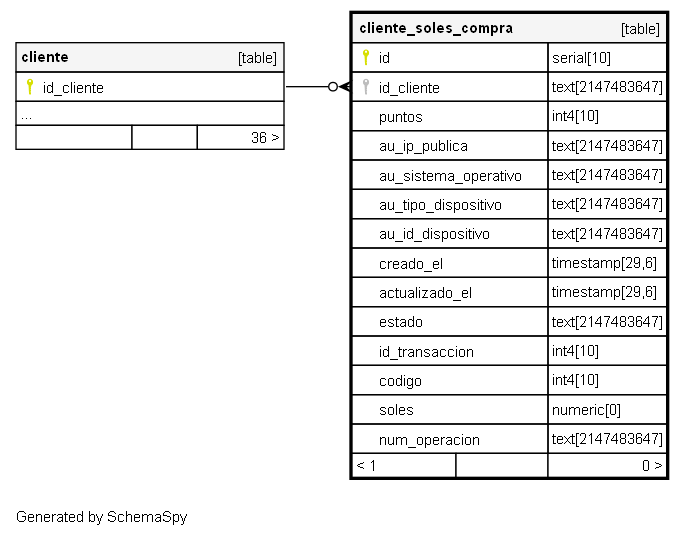 cliente [table]
id_cliente
...
36 >
cliente_soles_compra [table]
id serial[10]
id_cliente text[2147483647]
puntos int4[10]
au_ip_publica text[2147483647]
au_sistema_operativo text[2147483647]
au_tipo_dispositivo text[2147483647]
au_id_dispositivo text[2147483647]
creado_el timestamp[29,6]
actualizado_el timestamp[29,6]
estado text[2147483647]
id_transaccion int4[10]
codigo int4[10]
soles numeric[0]
num_operacion text[2147483647]
< 1 0 >
Generated by SchemaSpy